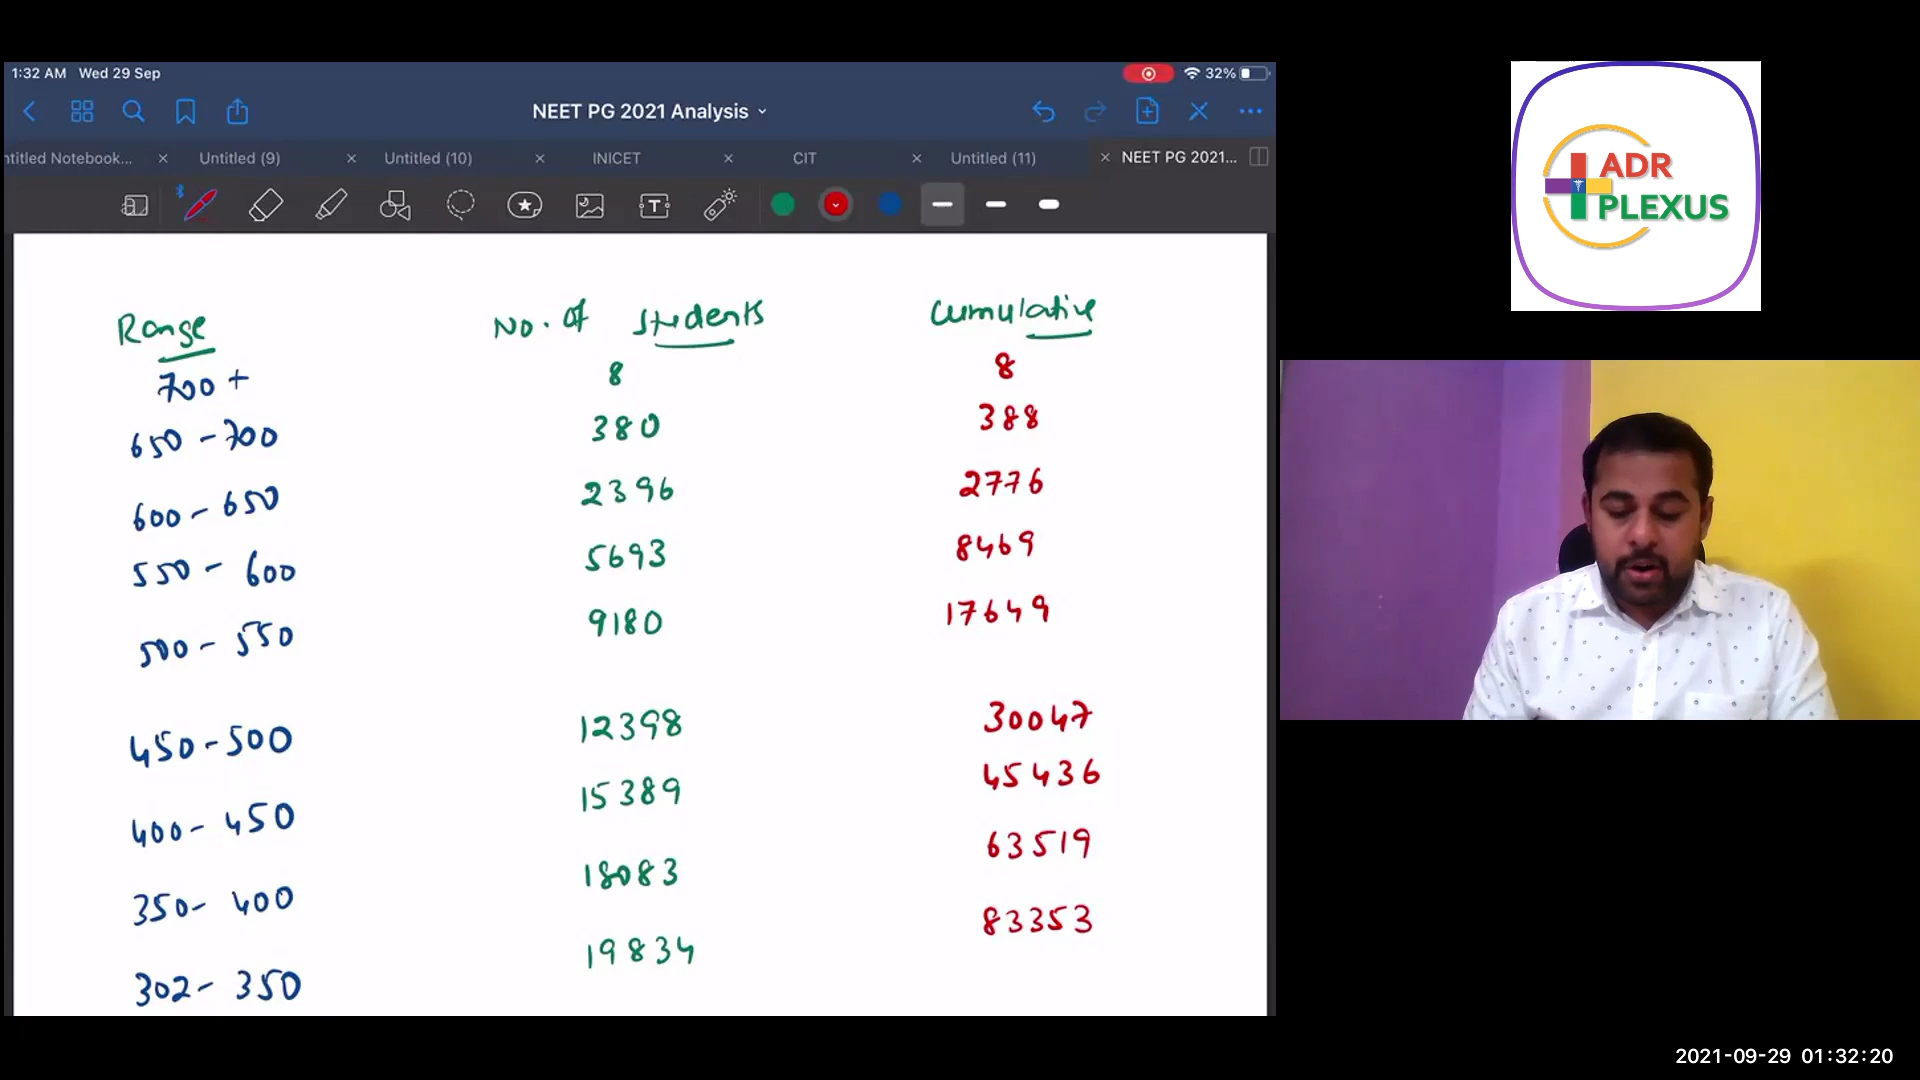 1:32 AM Wed 29 Sep
32%
NEET PG 2021 Analysis
ntitled Notebook... Untitled (9) Untitled (10) INICET CIT Untitled (11) NEET PG 2021...
T
ADR
PLEXUS
Range No. of Students Cumulative
700 + 8 8
650 - 700 380 388
600 - 650 2396 2776
550 - 600 5693 8469
500 - 550 9180 17649
450 - 500 12398 30047
400 - 450 15389 45436
350 - 400 18083 63519
302 - 350 19834 83353
2021-09-29 01:32:20